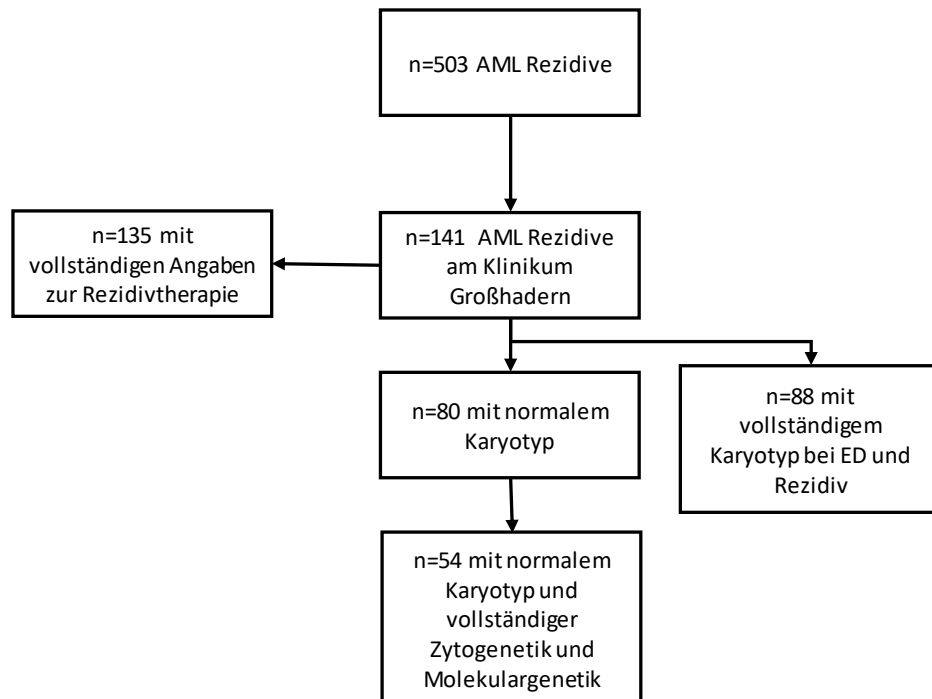 n=503 AML Rezidive
n=135 mit
vollständigen Angaben
zur Rezidivtherapie
n=141 AML Rezidive
am Klinikum
Großhadern
n=80 mit normalem
Karyotyp
n=88 mit
vollständigem
Karyotyp bei ED und
Rezidiv
n=54 mit normalem
Karyotyp und
vollständiger
Zytogenetik und
Molekulargenetik